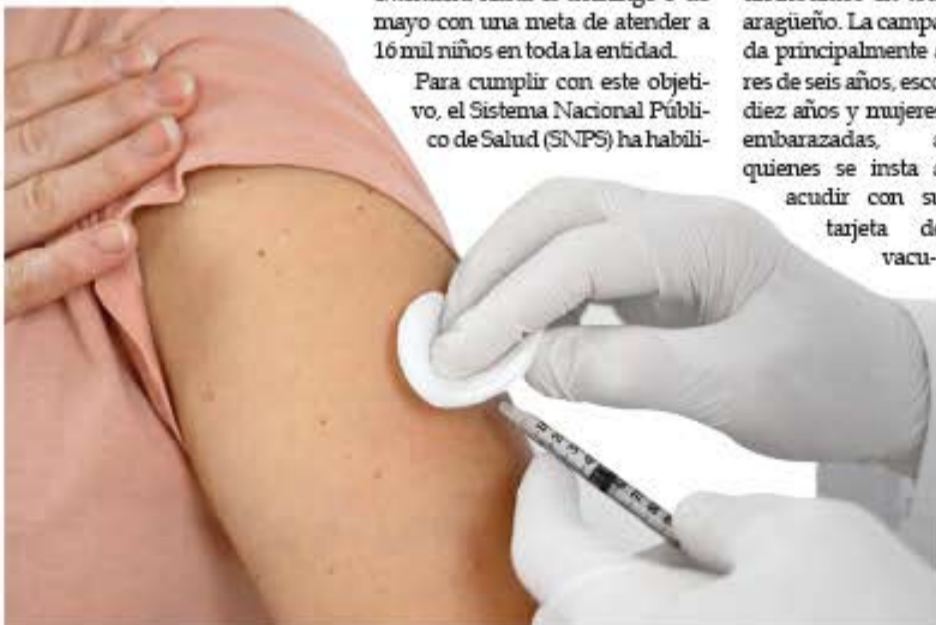 mayo con una meta de atender a
16 mil niños en toda la entidad.
Para cumplir con este objeti-
vo, el Sistema Nacional Públi-
co de Salud (SNPS) ha habili-
aragüeño. La campa
da principalmente a
res de seis años, esco
diez años y mujeres
embarazadas, a
quienes se insta a
acudir con su
tarjeta de
vacu-